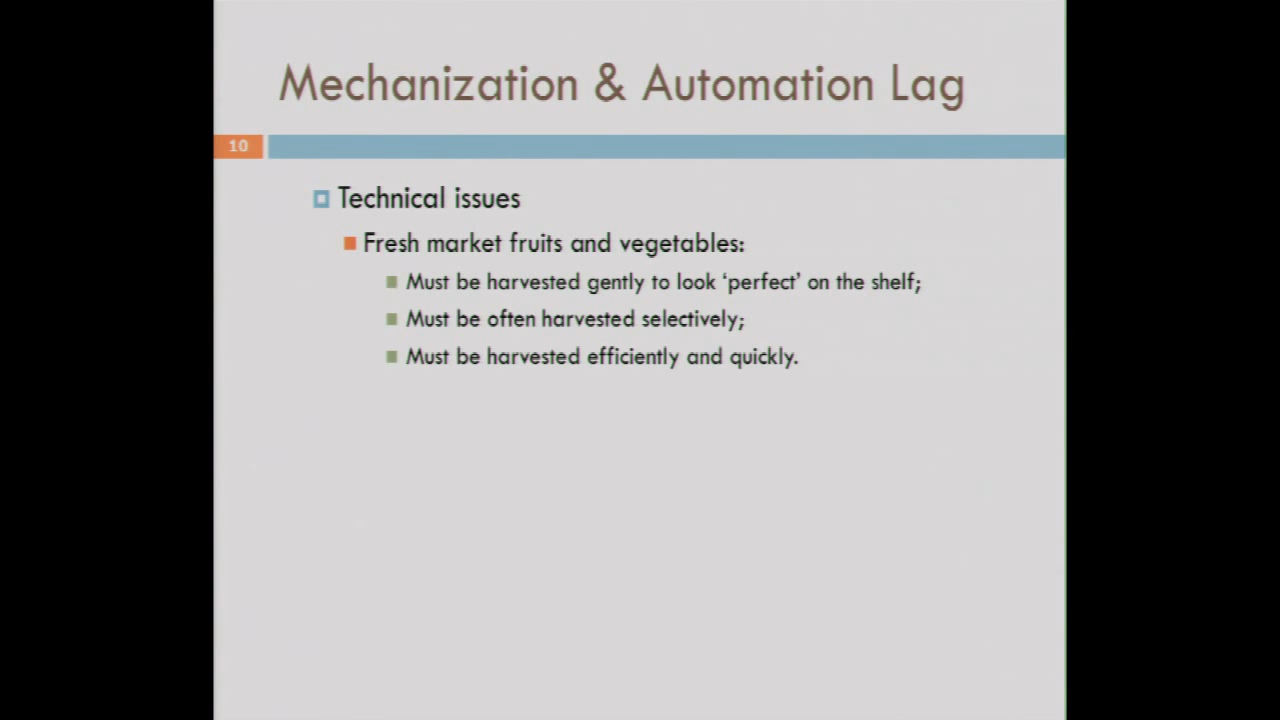 Mechanization & Automation Lag
10
Technical issues
Fresh market fruits and vegetables:
Must be harvested gently to look ‘perfect’ on the shelf;
Must be often harvested selectively;
Must be harvested efficiently and quickly.